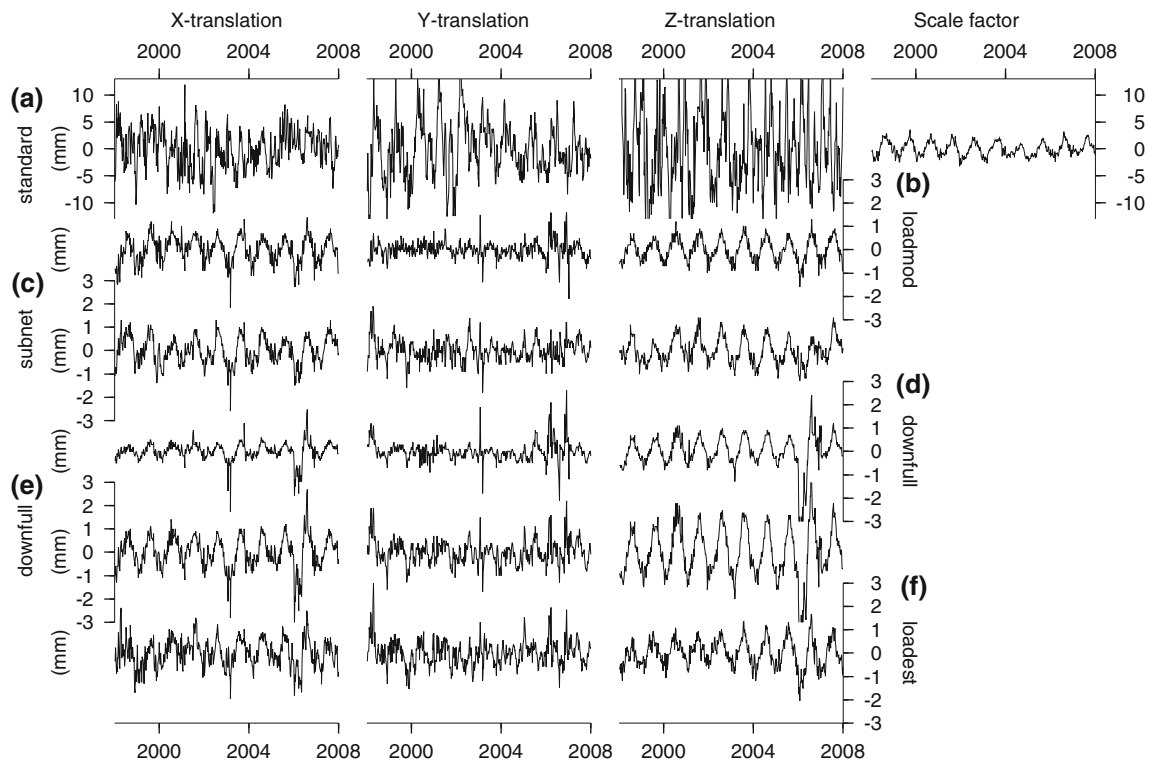 X-translation Y-translation Z-translation Scale factor
2000 2004 2008 2000 2004 2008 2000 2004 2008 2000 2004 2008
(a) standard (mm) 10 5 0 -5 -10
10 5 0 -5 -10
(b) loadmod 3 2 1 0 -1 -2 -3
(mm)
(c) subnet (mm) 3 2 1 0 -1 -2 -3
(d) downfull 3 2 1 0 -1 -2 -3
(mm)
(e) downfull (mm) 3 2 1 0 -1 -2 -3
(f) loadest 3 2 1 0 -1 -2 -3
(mm)
2000 2004 2008 2000 2004 2008 2000 2004 2008